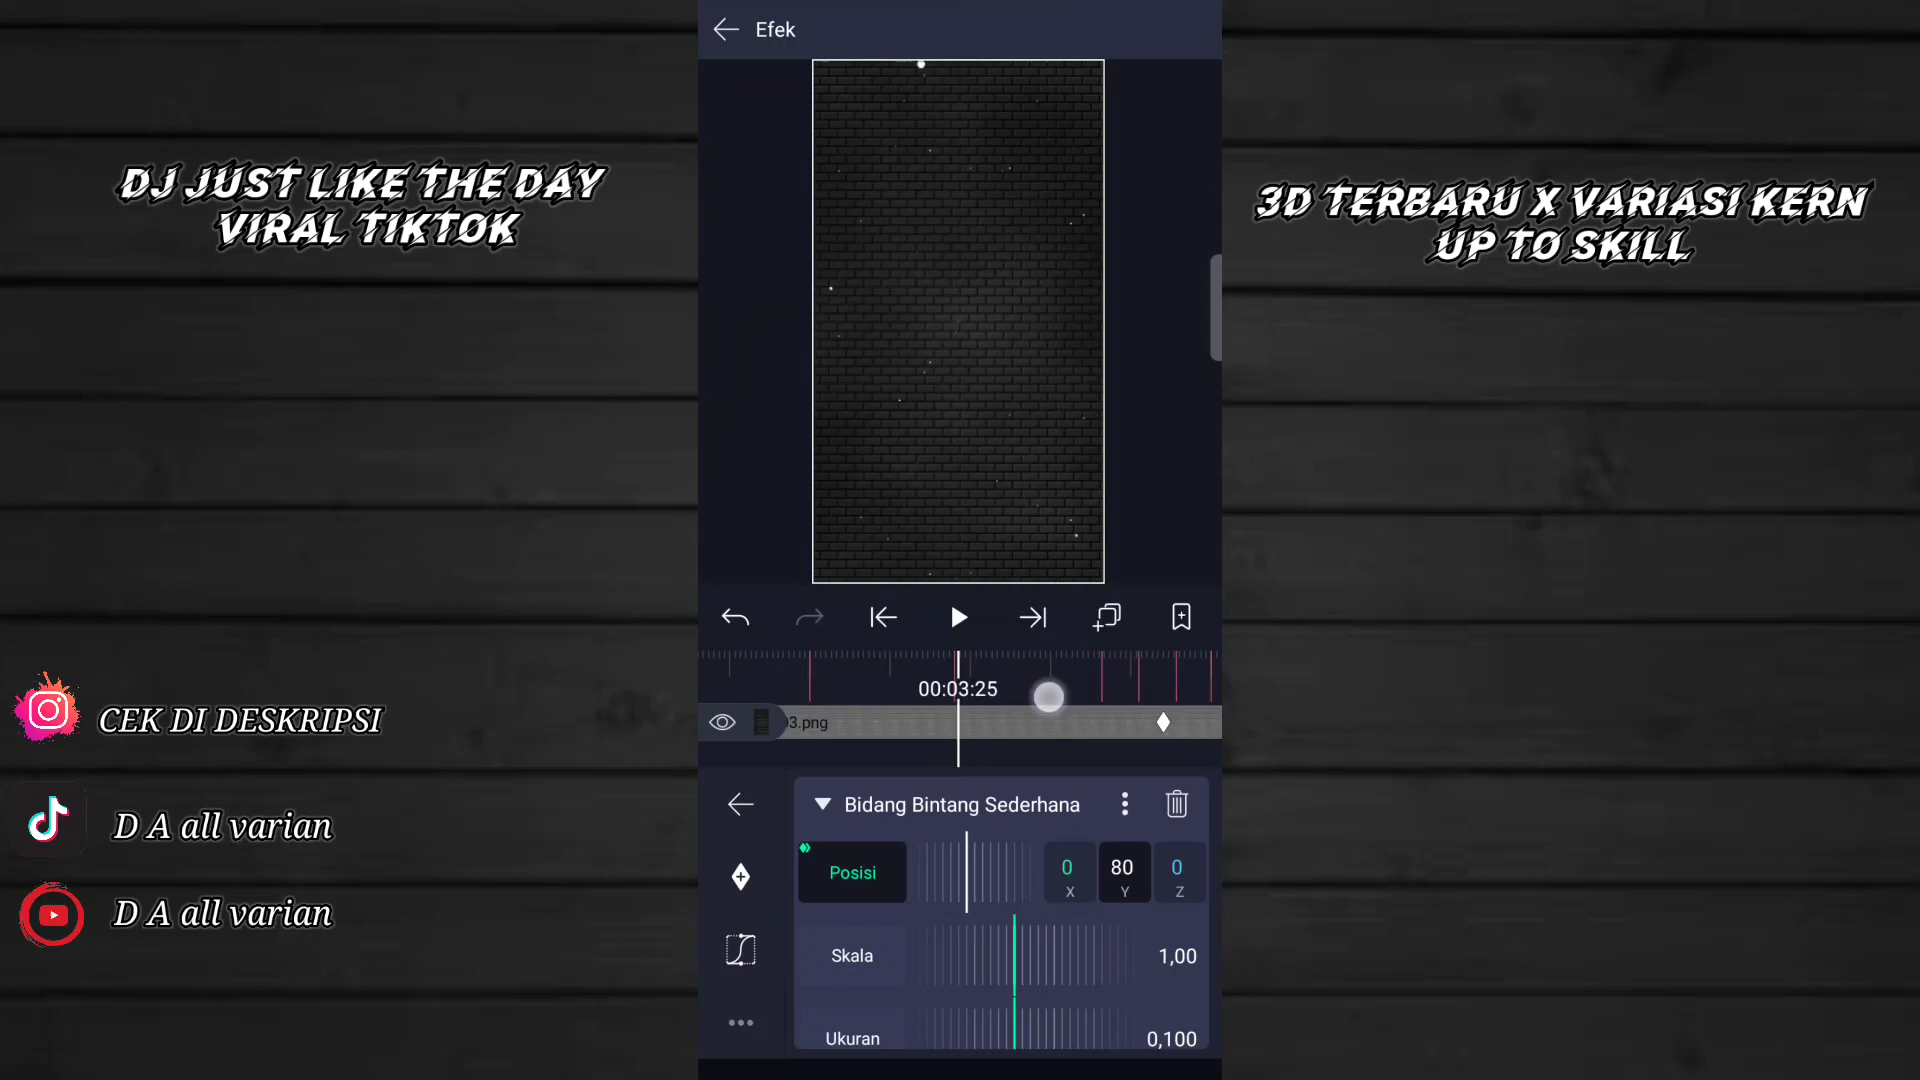 Efek
DJ JUST LIKE THE DAY
VIRAL TIKTOK
3D TERBARU X VARIASI KERN
UP TO SKILL
00:03:25
3.png
CEK DI DESKRIPSI
D A all varian
D A all varian
Bidang Bintang Sederhana
Posisi
0
80
0
X
Y
Z
Skala
1,00
Ukuran
0,100